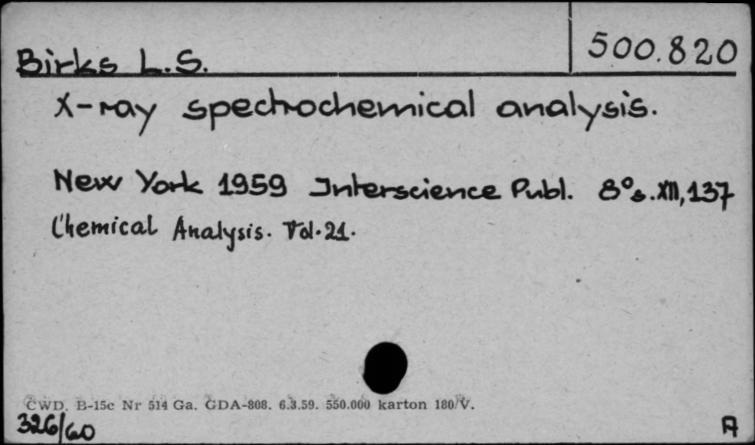 500.820
Birks L.S.
X-ray spectrochemical analysis.
New York 1959 Interscience Publ. 8° s. XII, 137
Chemical Analysis. Vol. 21.
CWD. B-15c Nr 514 Ga. GDA-808. 6.3.59. 550.000 karton 180/V.
326/60
A